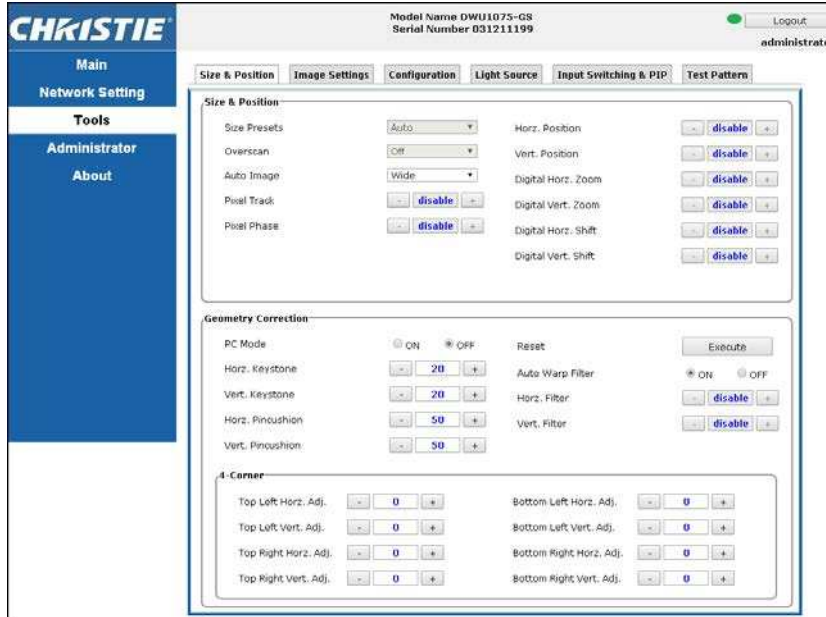 CHRISTIE
Model Name DWU1075-GS
Serial Number 031211199
Logout
administrato
Main
Network Setting
Tools
Administrator
About
Size & Position Image Settings Configuration Light Source Input Switching & PIP Test Pattern
Size & Position
Size Presets Auto
Overscan Off
Auto Image Wide
Pixel Track - disable +
Pixel Phase - disable +
Horz. Position - disable +
Vert. Position - disable +
Digital Horz. Zoom - disable +
Digital Vert. Zoom - disable +
Digital Horz. Shift - disable +
Digital Vert. Shift - disable +
Geometry Correction
PC Mode ON OFF
Horz. Keystone - 20 +
Vert. Keystone - 20 +
Horz. Pincushion - 50 +
Vert. Pincushion - 50 +
Reset Execute
Auto Warp Filter ON OFF
Horz. Filter - disable +
Vert. Filter - disable +
4-Corner
Top Left Horz. Adj. - 0 +
Top Left Vert. Adj. - 0 +
Top Right Horz. Adj. - 0 +
Top Right Vert. Adj. - 0 +
Bottom Left Horz. Adj. - 0 +
Bottom Left Vert. Adj. - 0 +
Bottom Right Horz. Adj. - 0 +
Bottom Right Vert. Adj. - 0 +